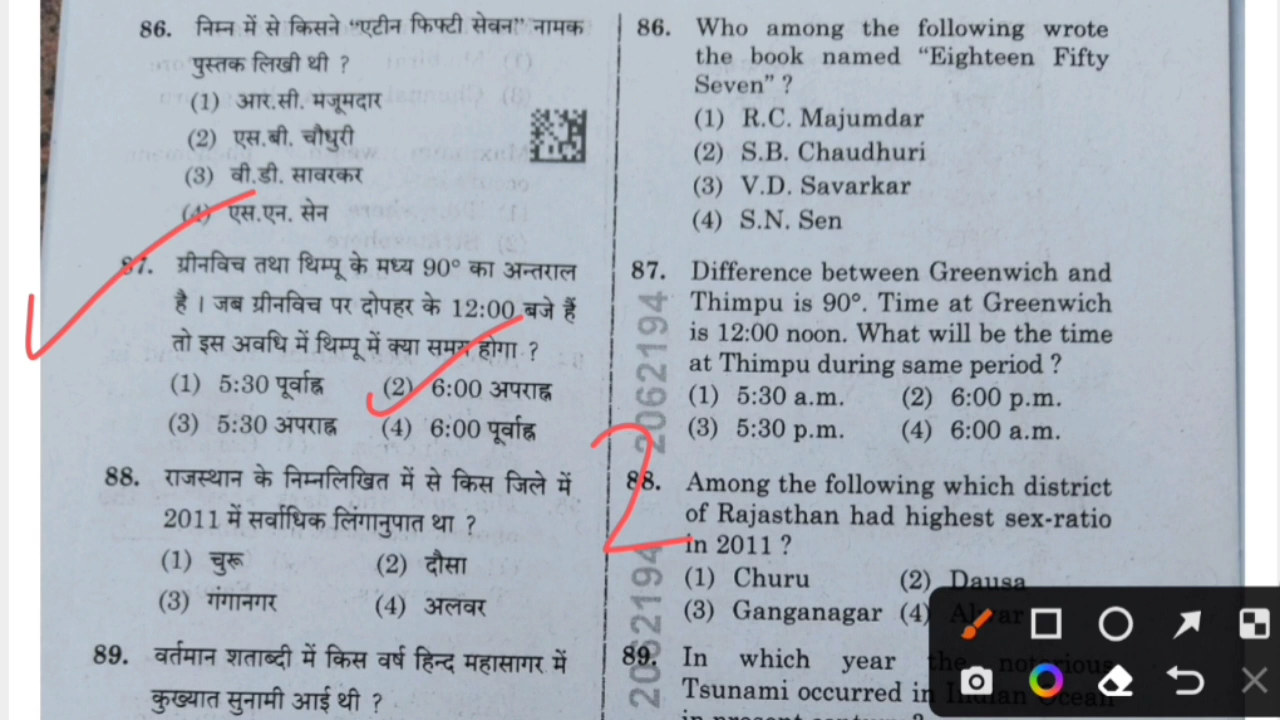 86. निम्न में से किसने “एटीन फिफ्टी सेवन” नामक
पुस्तक लिखी थी ?
(1) आर.सी. मजूमदार
(2) एस.बी. चौधुरी
(3) वी.डी. सावरकर
(4) एस.एन. सेन
87. ग्रीनविच तथा थिम्पू के मध्य 90° का अन्तराल
है । जब ग्रीनविच पर दोपहर के 12:00 बजे हैं
तो इस अवधि में थिम्पू में क्या समय होगा ?
(1) 5:30 पूर्वाह्न (2) 6:00 अपराह्न
(3) 5:30 अपराह्न (4) 6:00 पूर्वाह्न
88. राजस्थान के निम्नलिखित में से किस जिले में
2011 में सर्वाधिक लिंगानुपात था ?
(1) चुरू (2) दौसा
(3) गंगानगर (4) अलवर
89. वर्तमान शताब्दी में किस वर्ष हिन्द महासागर में
कुख्यात सुनामी आई थी ?
2
2062194
2062194
86. Who among the following wrote
the book named “Eighteen Fifty
Seven” ?
(1) R.C. Majumdar
(2) S.B. Chaudhuri
(3) V.D. Savarkar
(4) S.N. Sen
87. Difference between Greenwich and
Thimpu is 90°. Time at Greenwich
is 12:00 noon. What will be the time
at Thimpu during same period ?
(1) 5:30 a.m. (2) 6:00 p.m.
(3) 5:30 p.m. (4) 6:00 a.m.
88. Among the following which district
of Rajasthan had highest sex-ratio
in 2011 ?
(1) Churu (2) Dausa
(3) Ganganagar (4) Alwar
89. In which year the notorious
Tsunami occurred in Indian Ocean